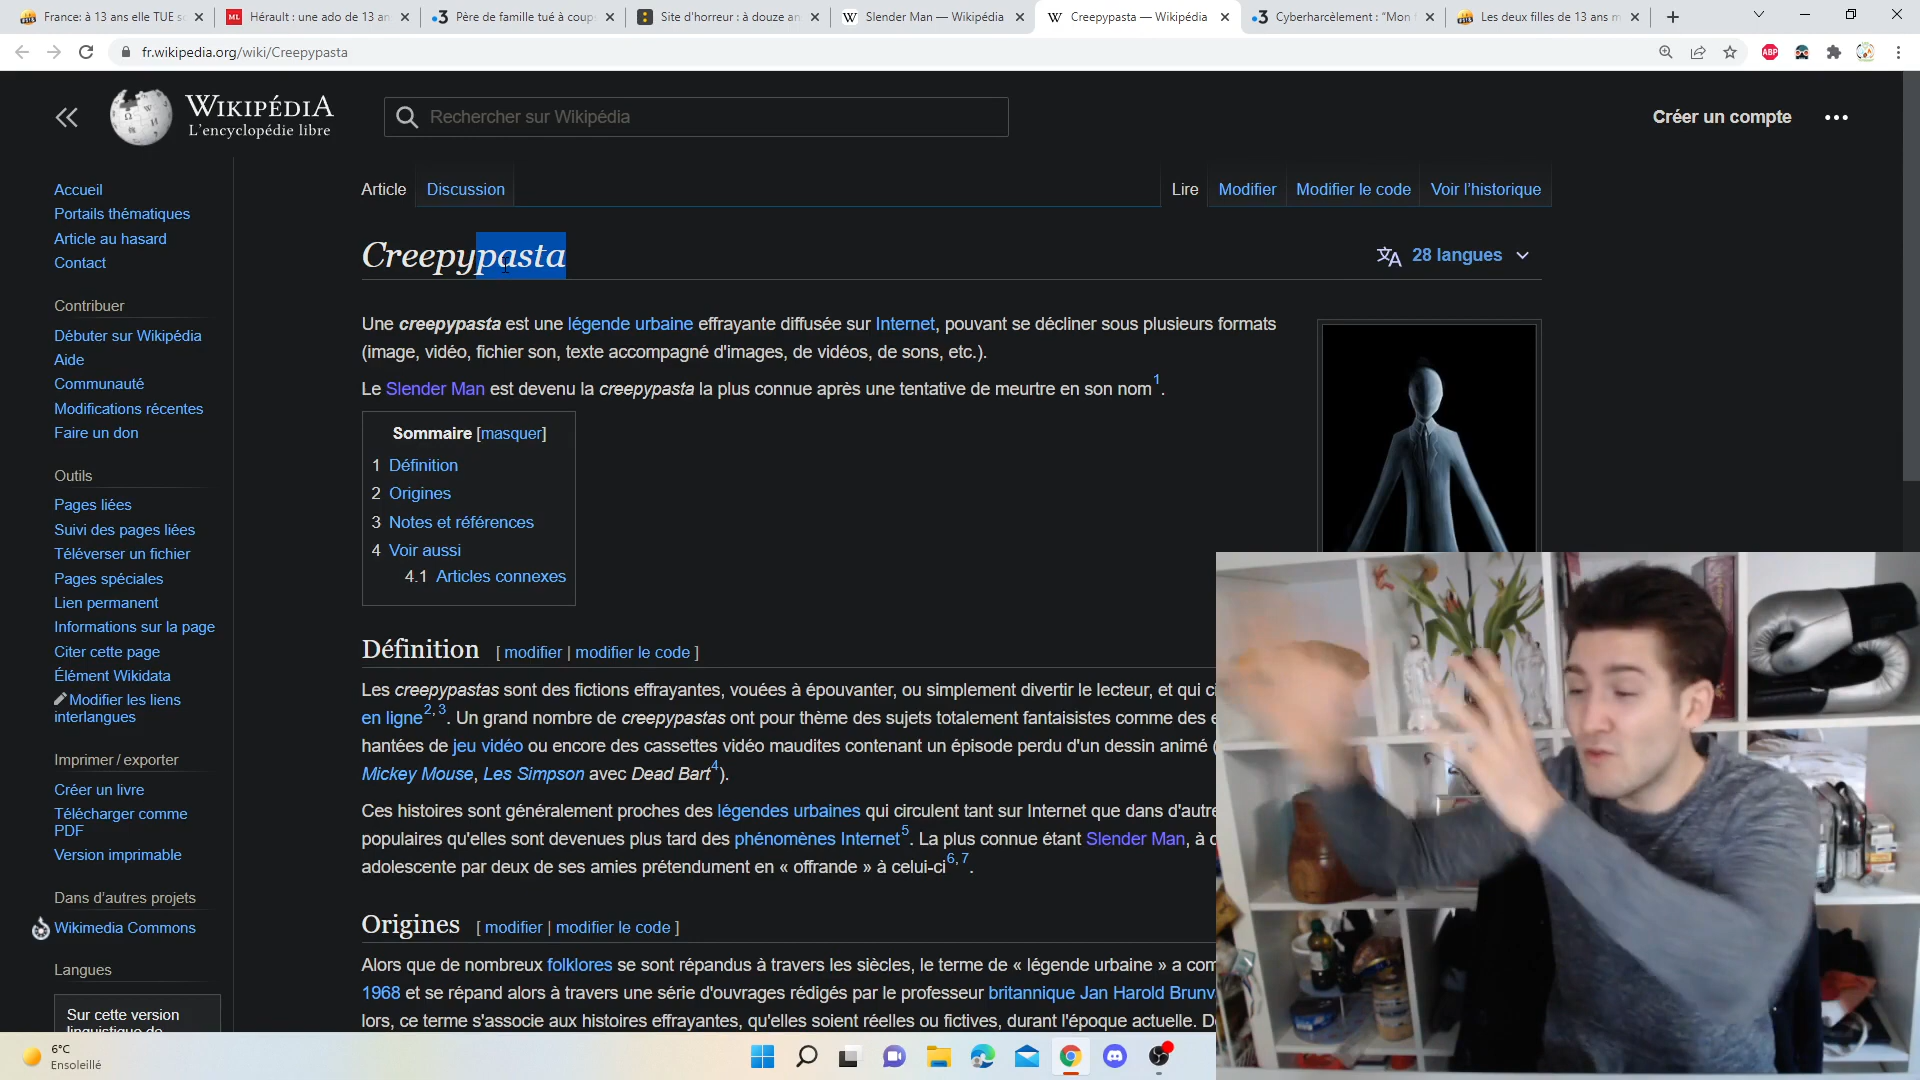 France: à 13 ans elle TUE s
Hérault : une ado de 13 an
Père de famille tué à coup
Site d'horreur : à douze an
Slender Man — Wikipédia
Creepypasta — Wikipédia
Cyberharcèlement : "Mon
Les deux filles de 13 ans m
fr.wikipedia.org/wiki/Creepypasta
ABP
WIKIPÉDIA
L'encyclopédie libre
Rechercher sur Wikipédia
Créer un compte
Article
Discussion
Lire
Modifier
Modifier le code
Voir l'historique
Accueil
Portails thématiques
Article au hasard
Contact
Contribuer
Débuter sur Wikipédia
Aide
Communauté
Modifications récentes
Faire un don
Outils
Pages liées
Suivi des pages liées
Téléverser un fichier
Pages spéciales
Lien permanent
Informations sur la page
Citer cette page
Élément Wikidata
Modifier les liens
interlangues
Imprimer / exporter
Créer un livre
Télécharger comme
PDF
Version imprimable
Dans d'autres projets
Wikimedia Commons
Langues
Sur cette version
linguistique de
Creepypasta
28 langues
Une creepypasta est une légende urbaine effrayante diffusée sur Internet, pouvant se décliner sous plusieurs formats
(image, vidéo, fichier son, texte accompagné d'images, de vidéos, de sons, etc.).
Le Slender Man est devenu la creepypasta la plus connue après une tentative de meurtre en son nom1.
Sommaire [masquer]
1 Définition
2 Origines
3 Notes et références
4 Voir aussi
4.1 Articles connexes
Définition [ modifier | modifier le code ]
Les creepypastas sont des fictions effrayantes, vouées à épouvanter, ou simplement divertir le lecteur, et qui ci
en ligne2, 3. Un grand nombre de creepypastas ont pour thème des sujets totalement fantaisistes comme des
hantées de jeu vidéo ou encore des cassettes vidéo maudites contenant un épisode perdu d'un dessin animé (
Mickey Mouse, Les Simpson avec Dead Bart4).
Ces histoires sont généralement proches des légendes urbaines qui circulent tant sur Internet que dans d'autre
populaires qu'elles sont devenues plus tard des phénomènes Internet5. La plus connue étant Slender Man, à
adolescente par deux de ses amies prétendument en « offrande » à celui-ci6, 7.
Origines [ modifier | modifier le code ]
Alors que de nombreux folklores se sont répandus à travers les siècles, le terme de « légende urbaine » a com
1968 et se répand alors à travers une série d'ouvrages rédigés par le professeur britannique Jan Harold Brunv
lors, ce terme s'associe aux histoires effrayantes, qu'elles soient réelles ou fictives, durant l'époque actuelle. D
6°C
Ensoleillé